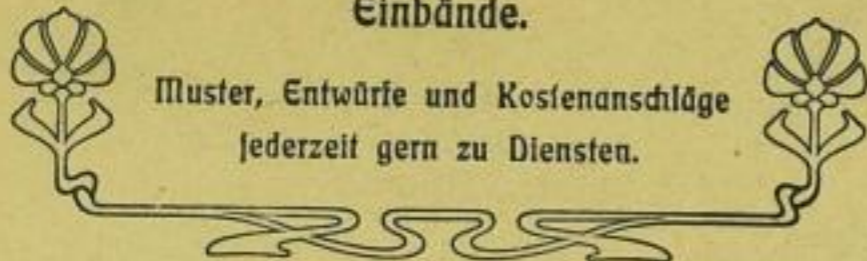 Einbände.
Muster, Entwürfe und Kostenanschläge
jederzeit gern zu Diensten.